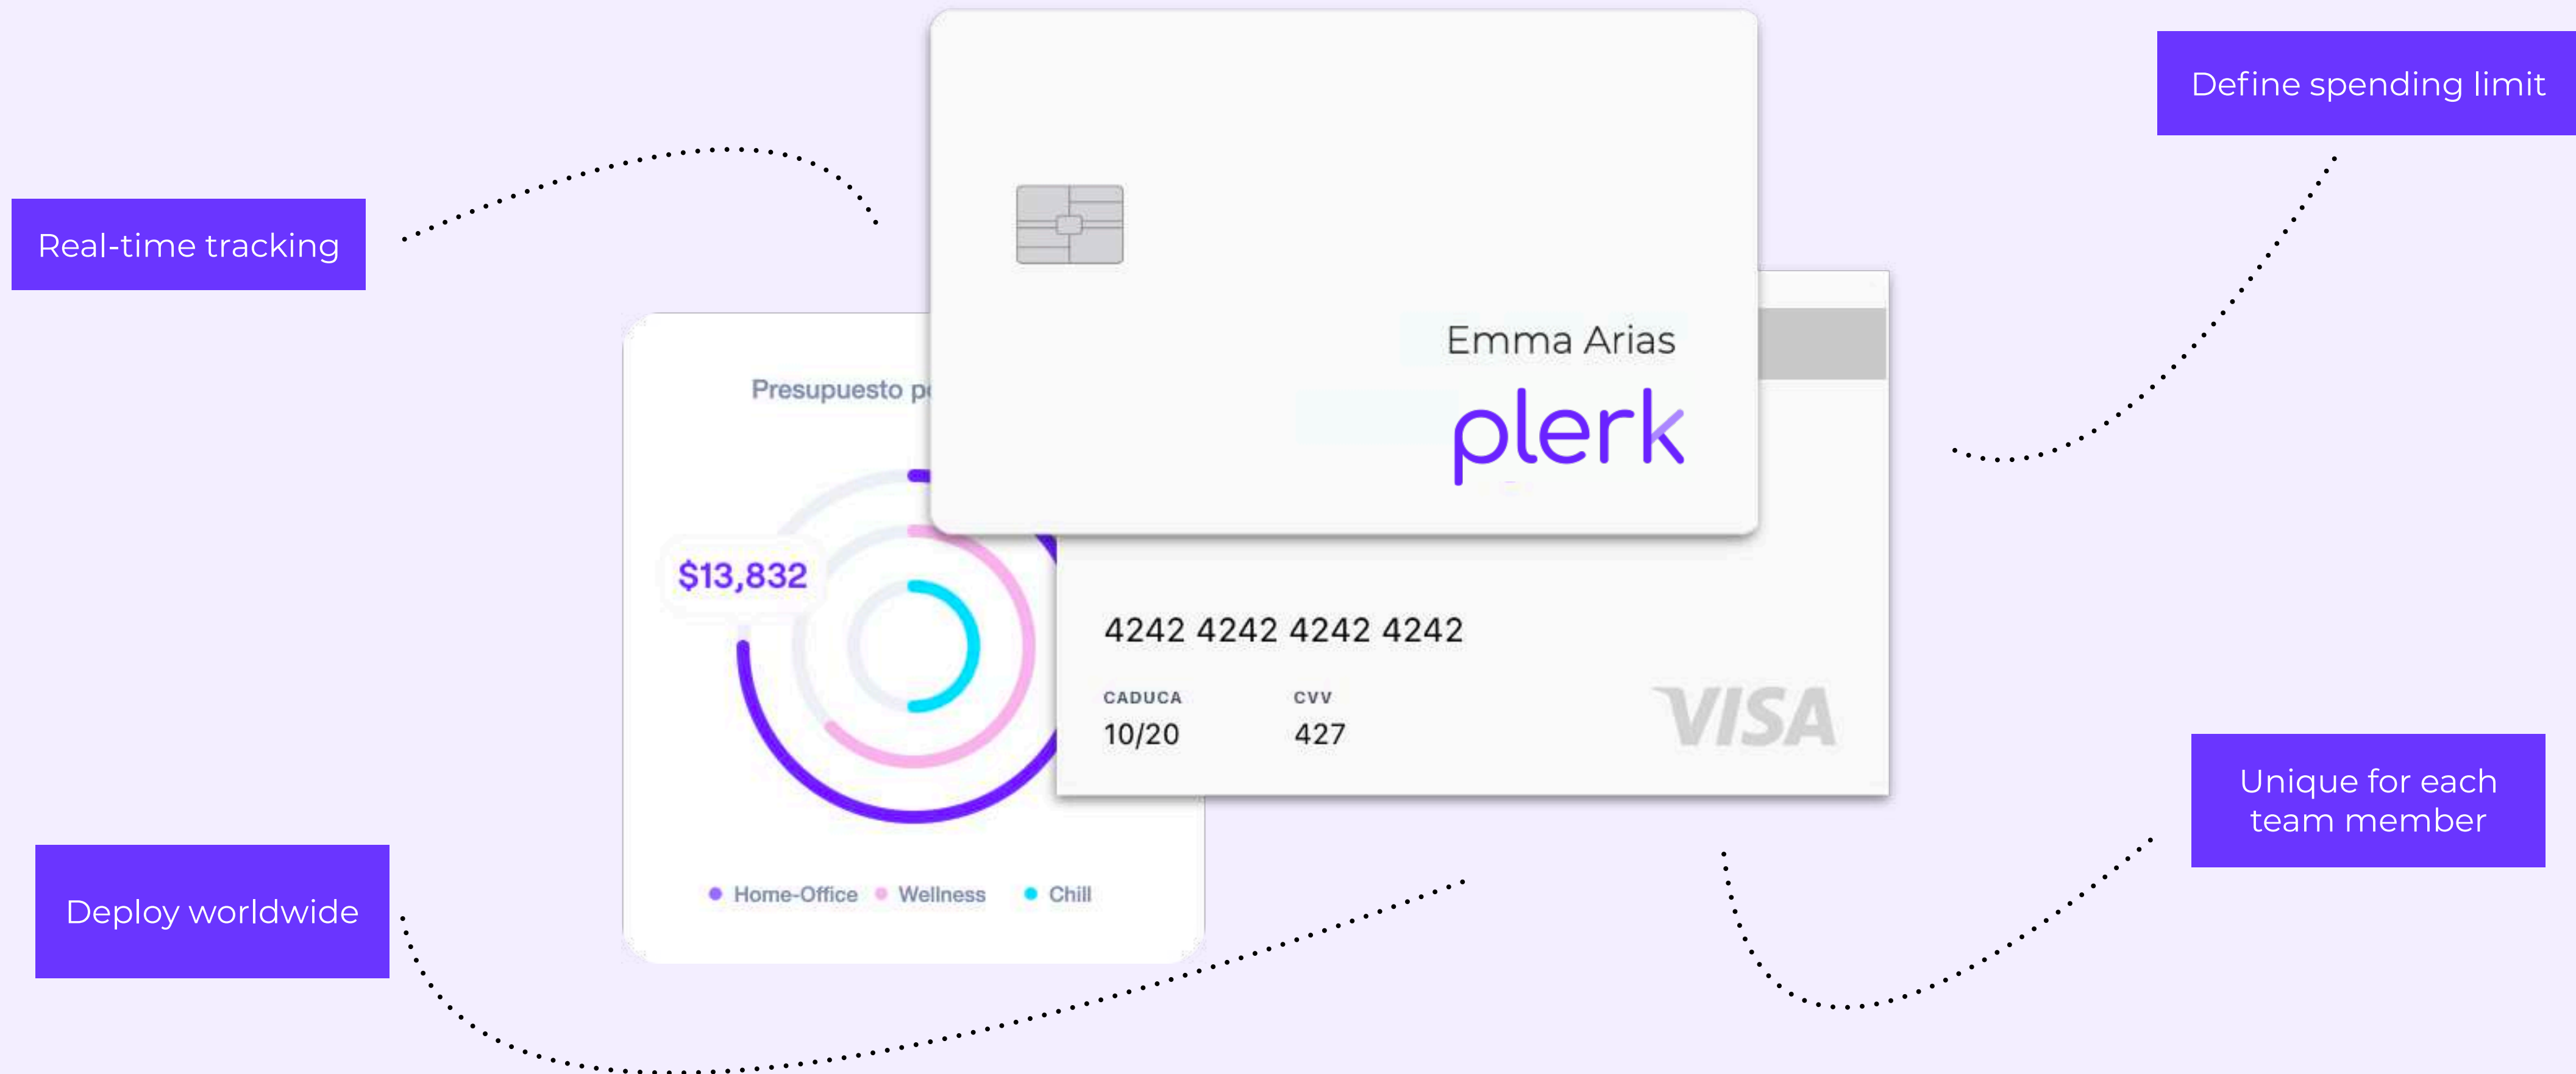 Define spending limit
Real-time tracking
Emma Arias
plerk
Presupuesto
$13,832
4242 4242 4242 4242
CADUCA CVV
10/20 427
VISA
Unique for each
team member
Home-Office Wellness Chill
Deploy worldwide